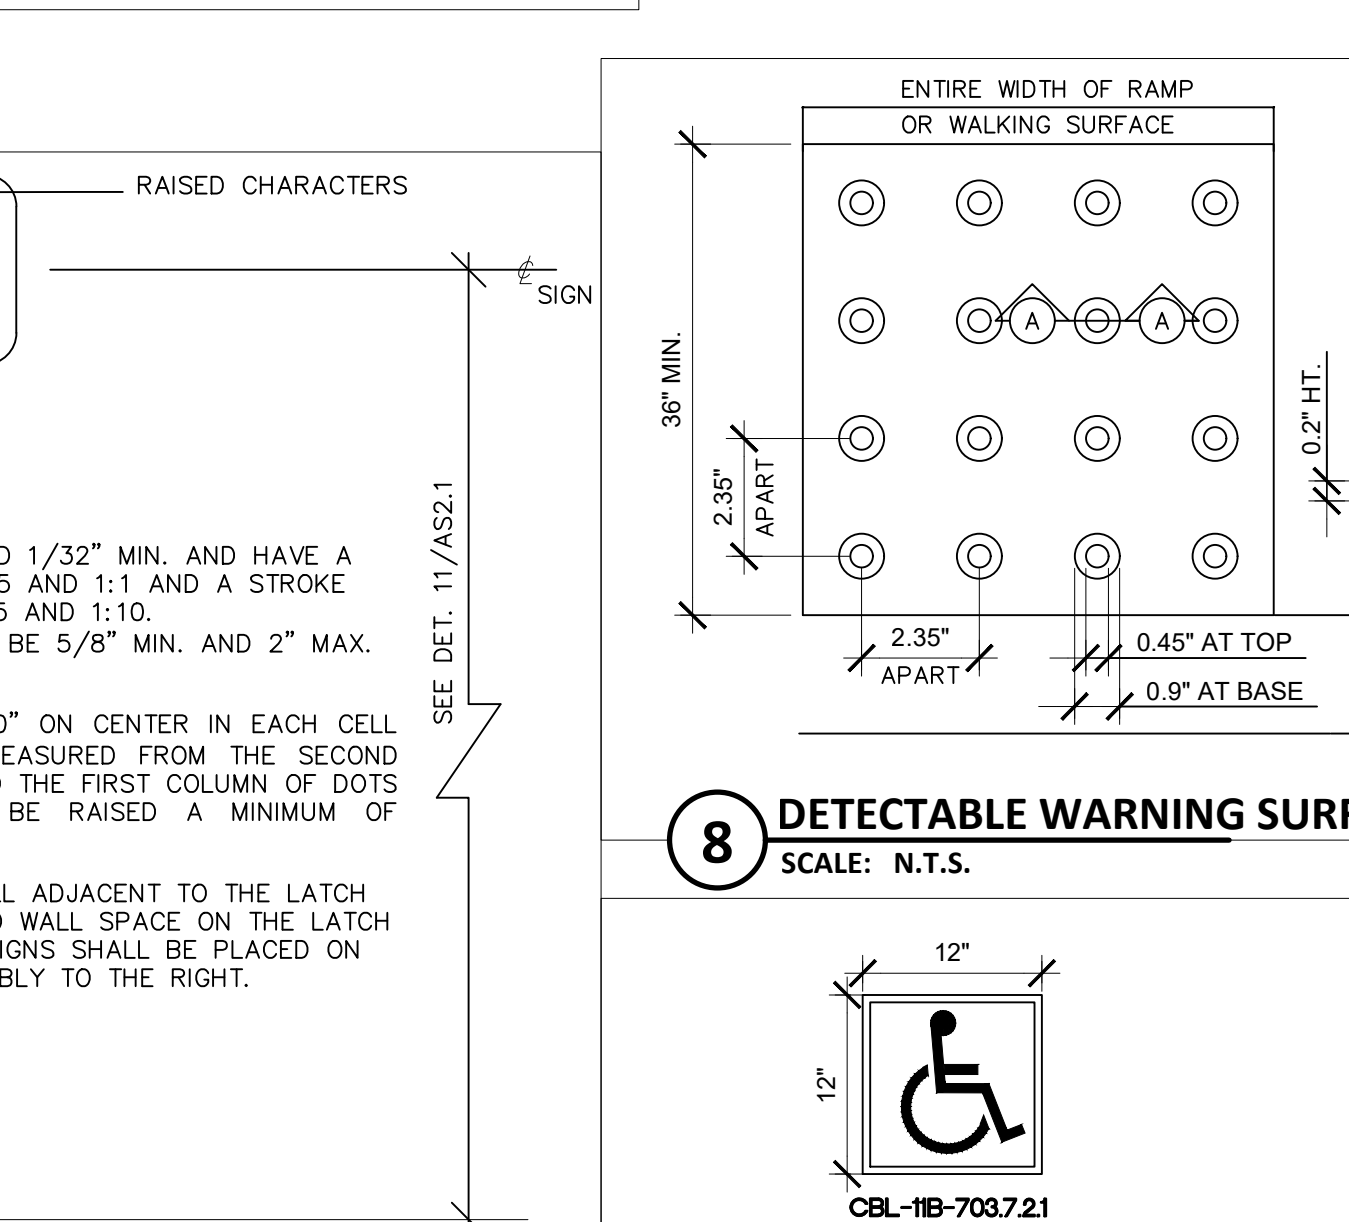 RAISED CHARACTERS
℄
SIGN
1/32" MIN. AND HAVE A
5 AND 1:1 AND A STROKE
5 AND 1:10.
BE 5/8" MIN. AND 2" MAX.
0" ON CENTER IN EACH CELL
EASURED FROM THE SECOND
THE FIRST COLUMN OF DOTS
BE RAISED A MINIMUM OF
ADJACENT TO THE LATCH
WALL SPACE ON THE LATCH
IGNS SHALL BE PLACED ON
BLY TO THE RIGHT.
SEE DET. 11/AS2.1
ENTIRE WIDTH OF RAMP
OR WALKING SURFACE
36" MIN.
A A
2.35"
APART
0.2" HT.
2.35"
APART
0.45" AT TOP
0.9" AT BASE
8
DETECTABLE WARNING SURF
SCALE: N.T.S.
12"
12"
CBL-11B-703.7.2.1